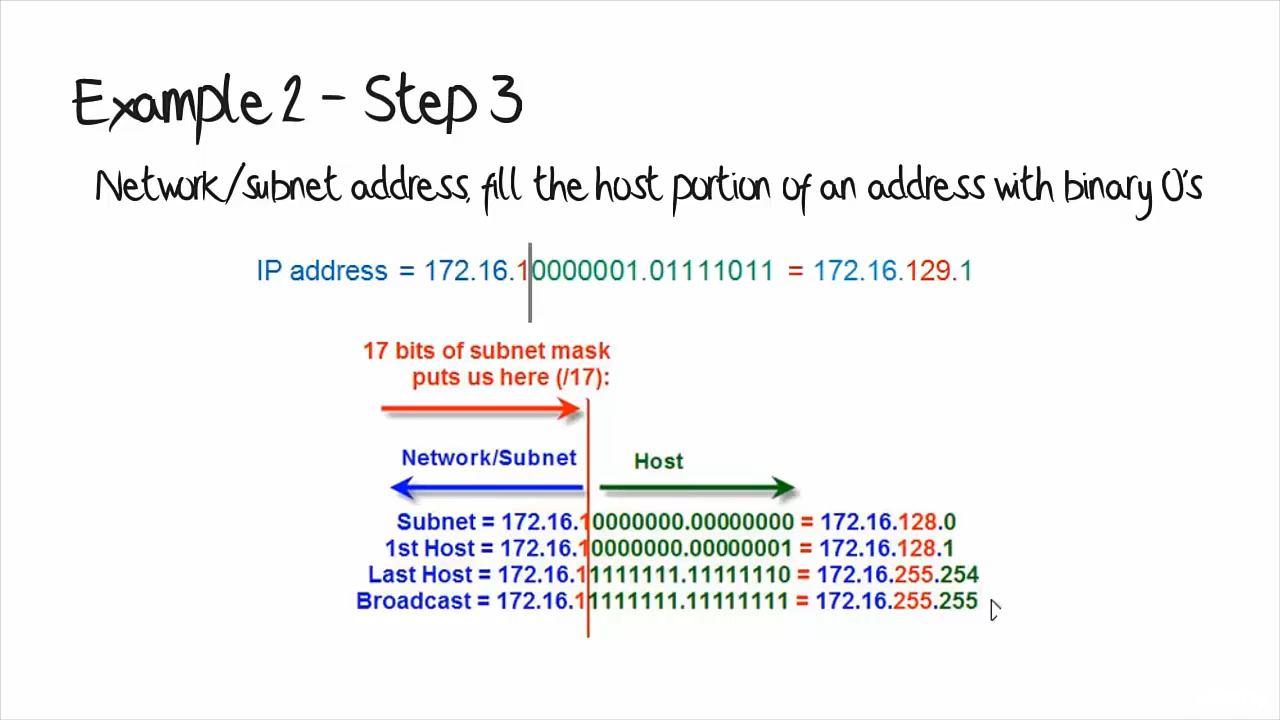 Example 2 - Step 3
Network/subnet address, fill the host portion of an address with binary 0's
IP address = 172.16.10000001.01111011 = 172.16.129.1
17 bits of subnet mask
puts us here (/17):
Network/Subnet
Host
Subnet = 172.16.10000000.00000000 = 172.16.128.0
1st Host = 172.16.10000000.00000001 = 172.16.128.1
Last Host = 172.16.11111111.11111110 = 172.16.255.254
Broadcast = 172.16.11111111.11111111 = 172.16.255.255